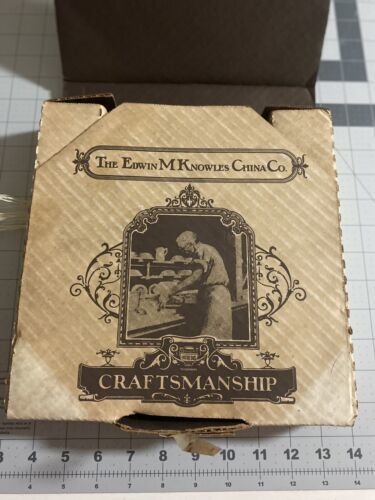 THE EDWIN M. KNOWLES CHINA CO.
CRAFTSMANSHIP
3 4 5 6 7 8 9 10 11 12 13 14